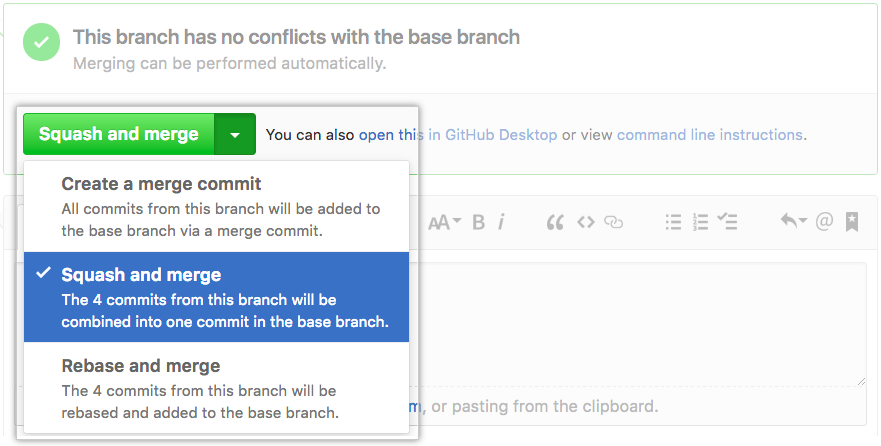 This branch has no conflicts with the base branch
Merging can be performed automatically.
Squash and merge
You can also open this in GitHub Desktop or view command line instructions.
Create a merge commit
All commits from this branch will be added to
the base branch via a merge commit.
AA B i
@
Squash and merge
The 4 commits from this branch will be
combined into one commit in the base branch.
Rebase and merge
The 4 commits from this branch will be
rebased and added to the base branch.
m, or pasting from the clipboard.